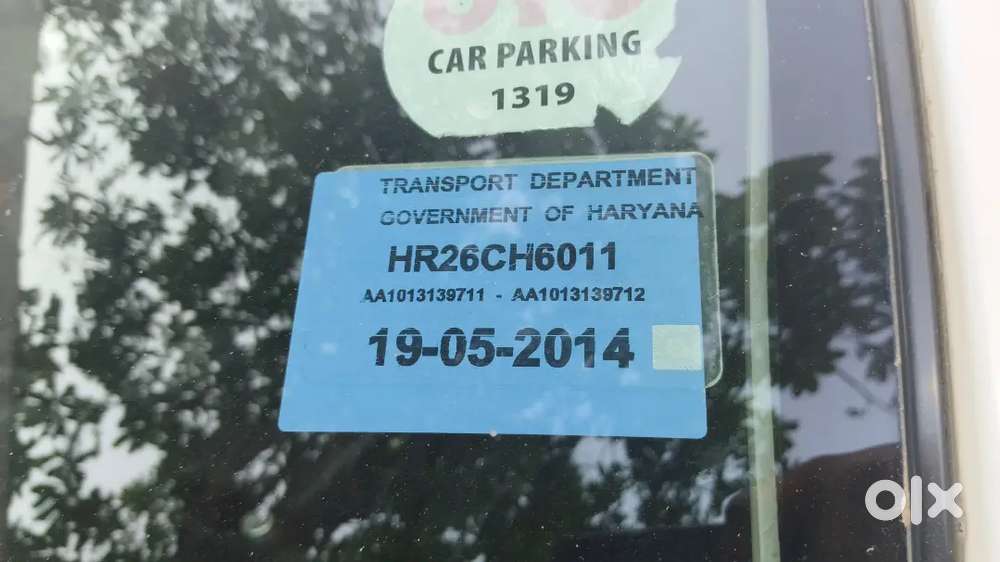 CAR PARKING
1319
TRANSPORT DEPARTMENT
GOVERNMENT OF HARYANA
HR26CH6011
AA1013139711 - AA1013139712
19-05-2014
olx